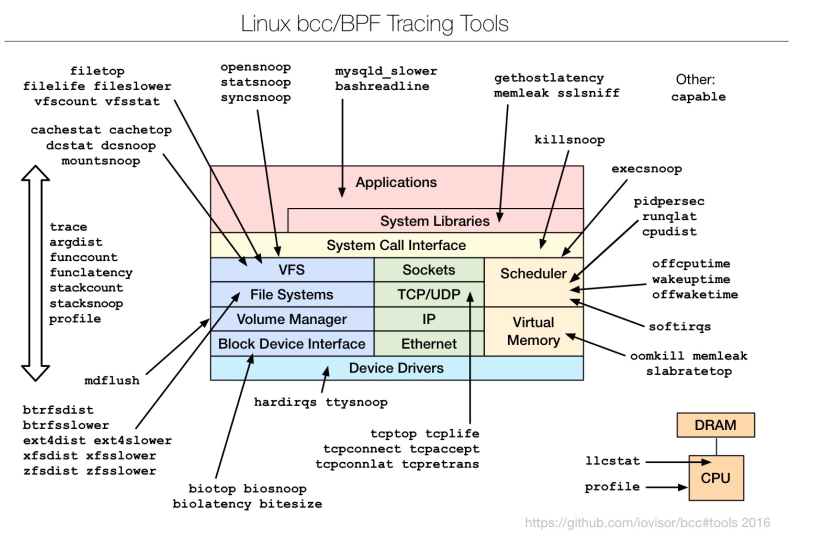 Linux bcc/BPF Tracing Tools
filetop
filelife fileslower
vfscount vfsstat
opensnoop
statsnoop
syncsnoop
mysqld_slower
bashreadline
gethostlatency
memleak sslsniff
Other:
capable
cachestat cachetop
dcstat dcsnoop
mountsnoop
killsnoop
execsnoop
pidpersec
runqlat
cpudist
trace
argdist
funccount
funclatency
stackcount
stacksnoop
profile
Applications
System Libraries
System Call Interface
VFS
Sockets
Scheduler
File Systems
TCP/UDP
Volume Manager
IP
Virtual
Memory
Block Device Interface
Ethernet
Device Drivers
offcputime
wakeuptime
offwaketime
softirqs
oomkill memleak
slabratetop
mdflush
hardirqs ttysnoop
btrfsdist
btrfsslower
ext4dist ext4slower
xfsdist xfsslower
zfsdist zfsslower
biotop biosnoop
biolatency bitesize
tcptop tcplife
tcpconnect tcpaccept
tcpconnlat tcpretrans
DRAM
llcstat
CPU
profile
https://github.com/iovisor/bcc#tools 2016